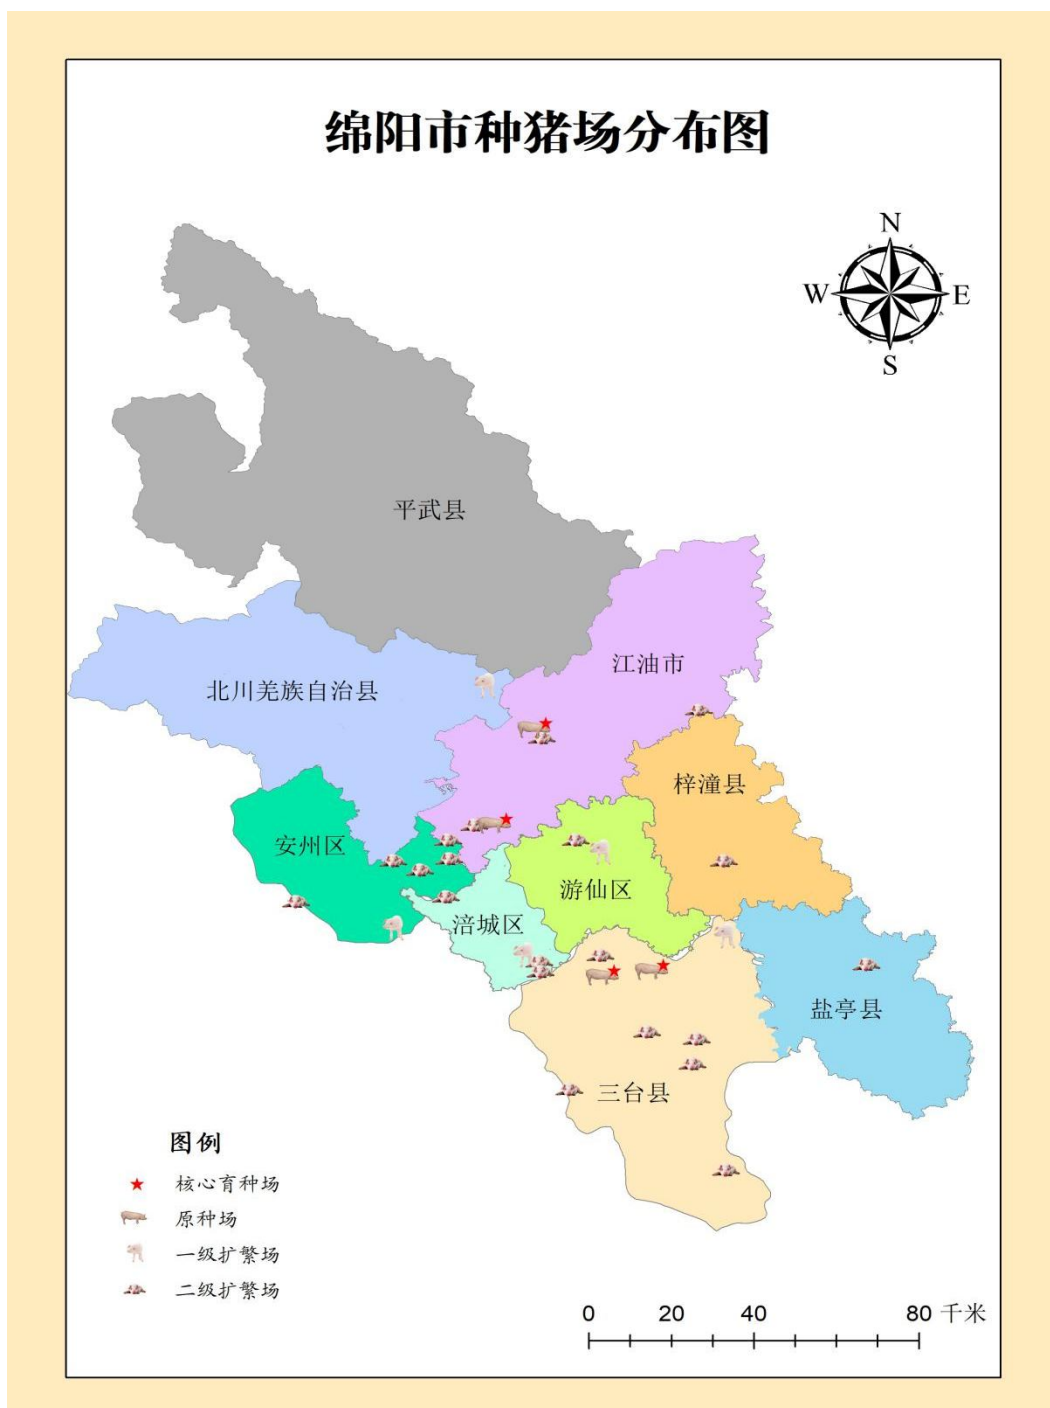 绵阳市种猪场分布图
N
W E
S
平武县
江油市
北川羌族自治县
梓潼县
安州区
游仙区
涪城区
盐亭县
三台县
图例
核心育种场
原种场
一级扩繁场
二级扩繁场
0 20 40 80 千米